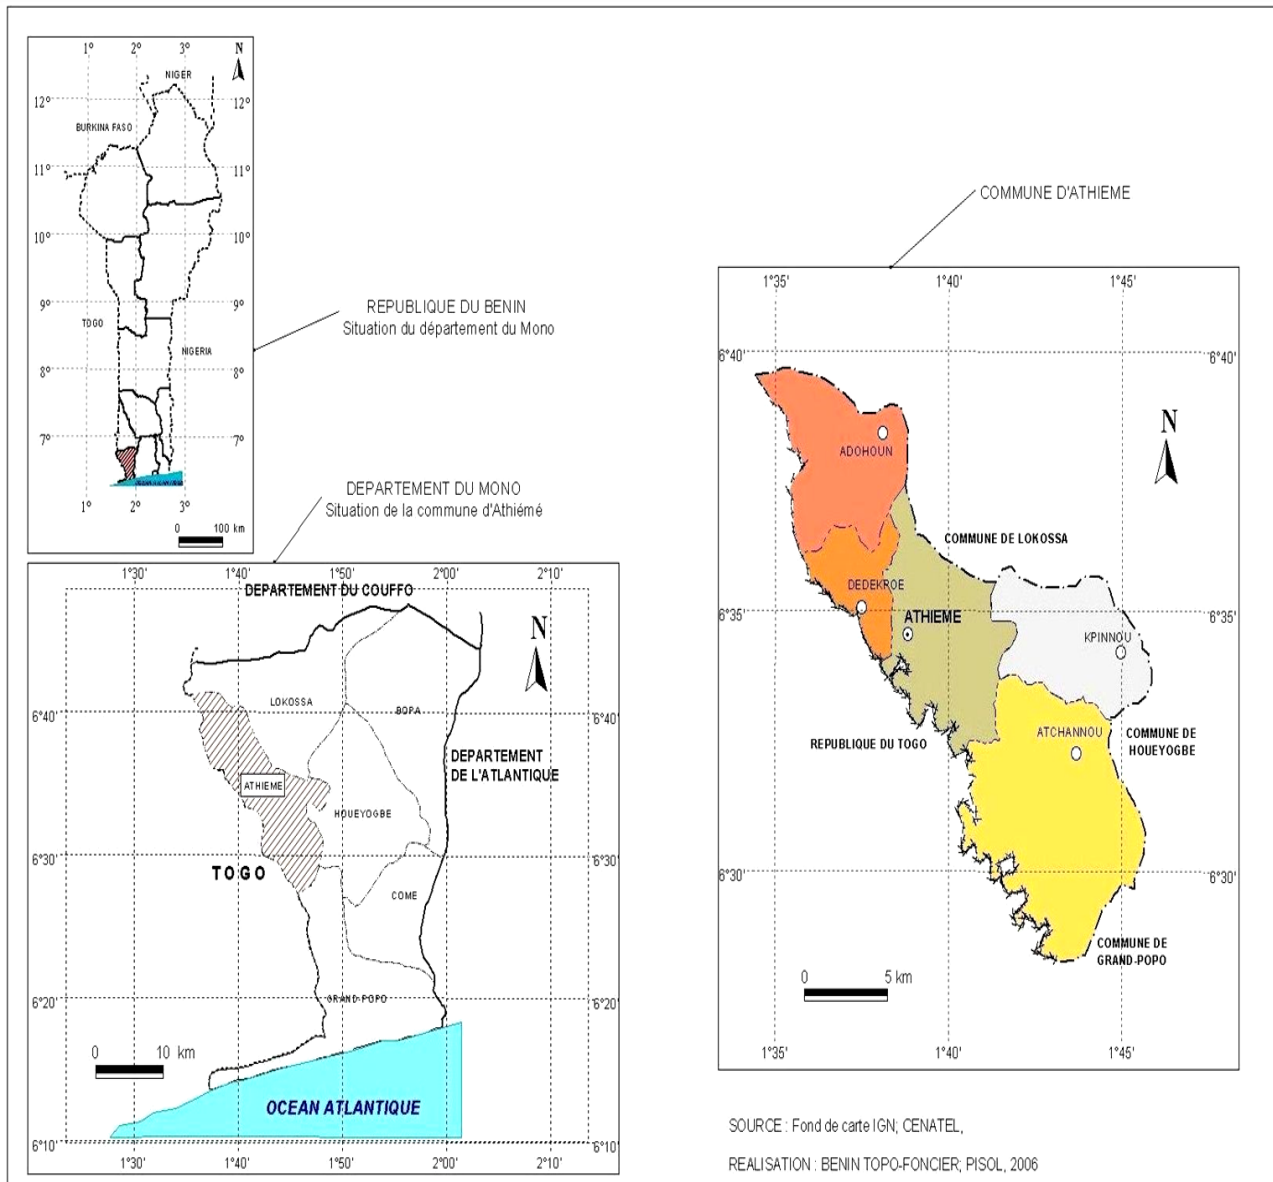 1° 2° 3° N
NIGER
12° 12°
BURKINA FASO
11° 11°
10° 10°
9° 9°
TOGO
NIGERIA
8° 8°
7° 7°
OCEAN ATLANTIQUE
1° 2° 3°
0 100 km
REPUBLIQUE DU BENIN
Situation du département du Mono
DEPARTEMENT DU MONO
Situation de la commune d'Athiémé
1°30' 1°40' 1°50' 2°00' 2°10'
DEPARTEMENT DU COUFFO
N
LOKOSSA
BOPA
6°40' 6°40'
DEPARTEMENT
DE L'ATLANTIQUE
ATHIEME
HOUEYOGBE
6°30' 6°30'
TOGO
COME
6°20' 6°20'
GRAND-POPO
0 10 km
OCEAN ATLANTIQUE
6°10' 6°10'
1°30' 1°40' 1°50' 2°00' 2°10'
COMMUNE D'ATHIEME
1°35' 1°40' 1°45'
6°40' 6°40'
N
ADOHOUN
COMMUNE DE LOKOSSA
DEDEKROE
6°35' 6°35'
ATHIEME
KPINNOU
REPUBLIQUE DU TOGO
ATCHANNOU
COMMUNE DE
HOUEYOGBE
6°30' 6°30'
COMMUNE DE
GRAND-POPO
0 5 km
1°35' 1°40' 1°45'
SOURCE : Fond de carte IGN; CENATEL,
REALISATION : BENIN TOPO-FONCIER; PISOL, 2006